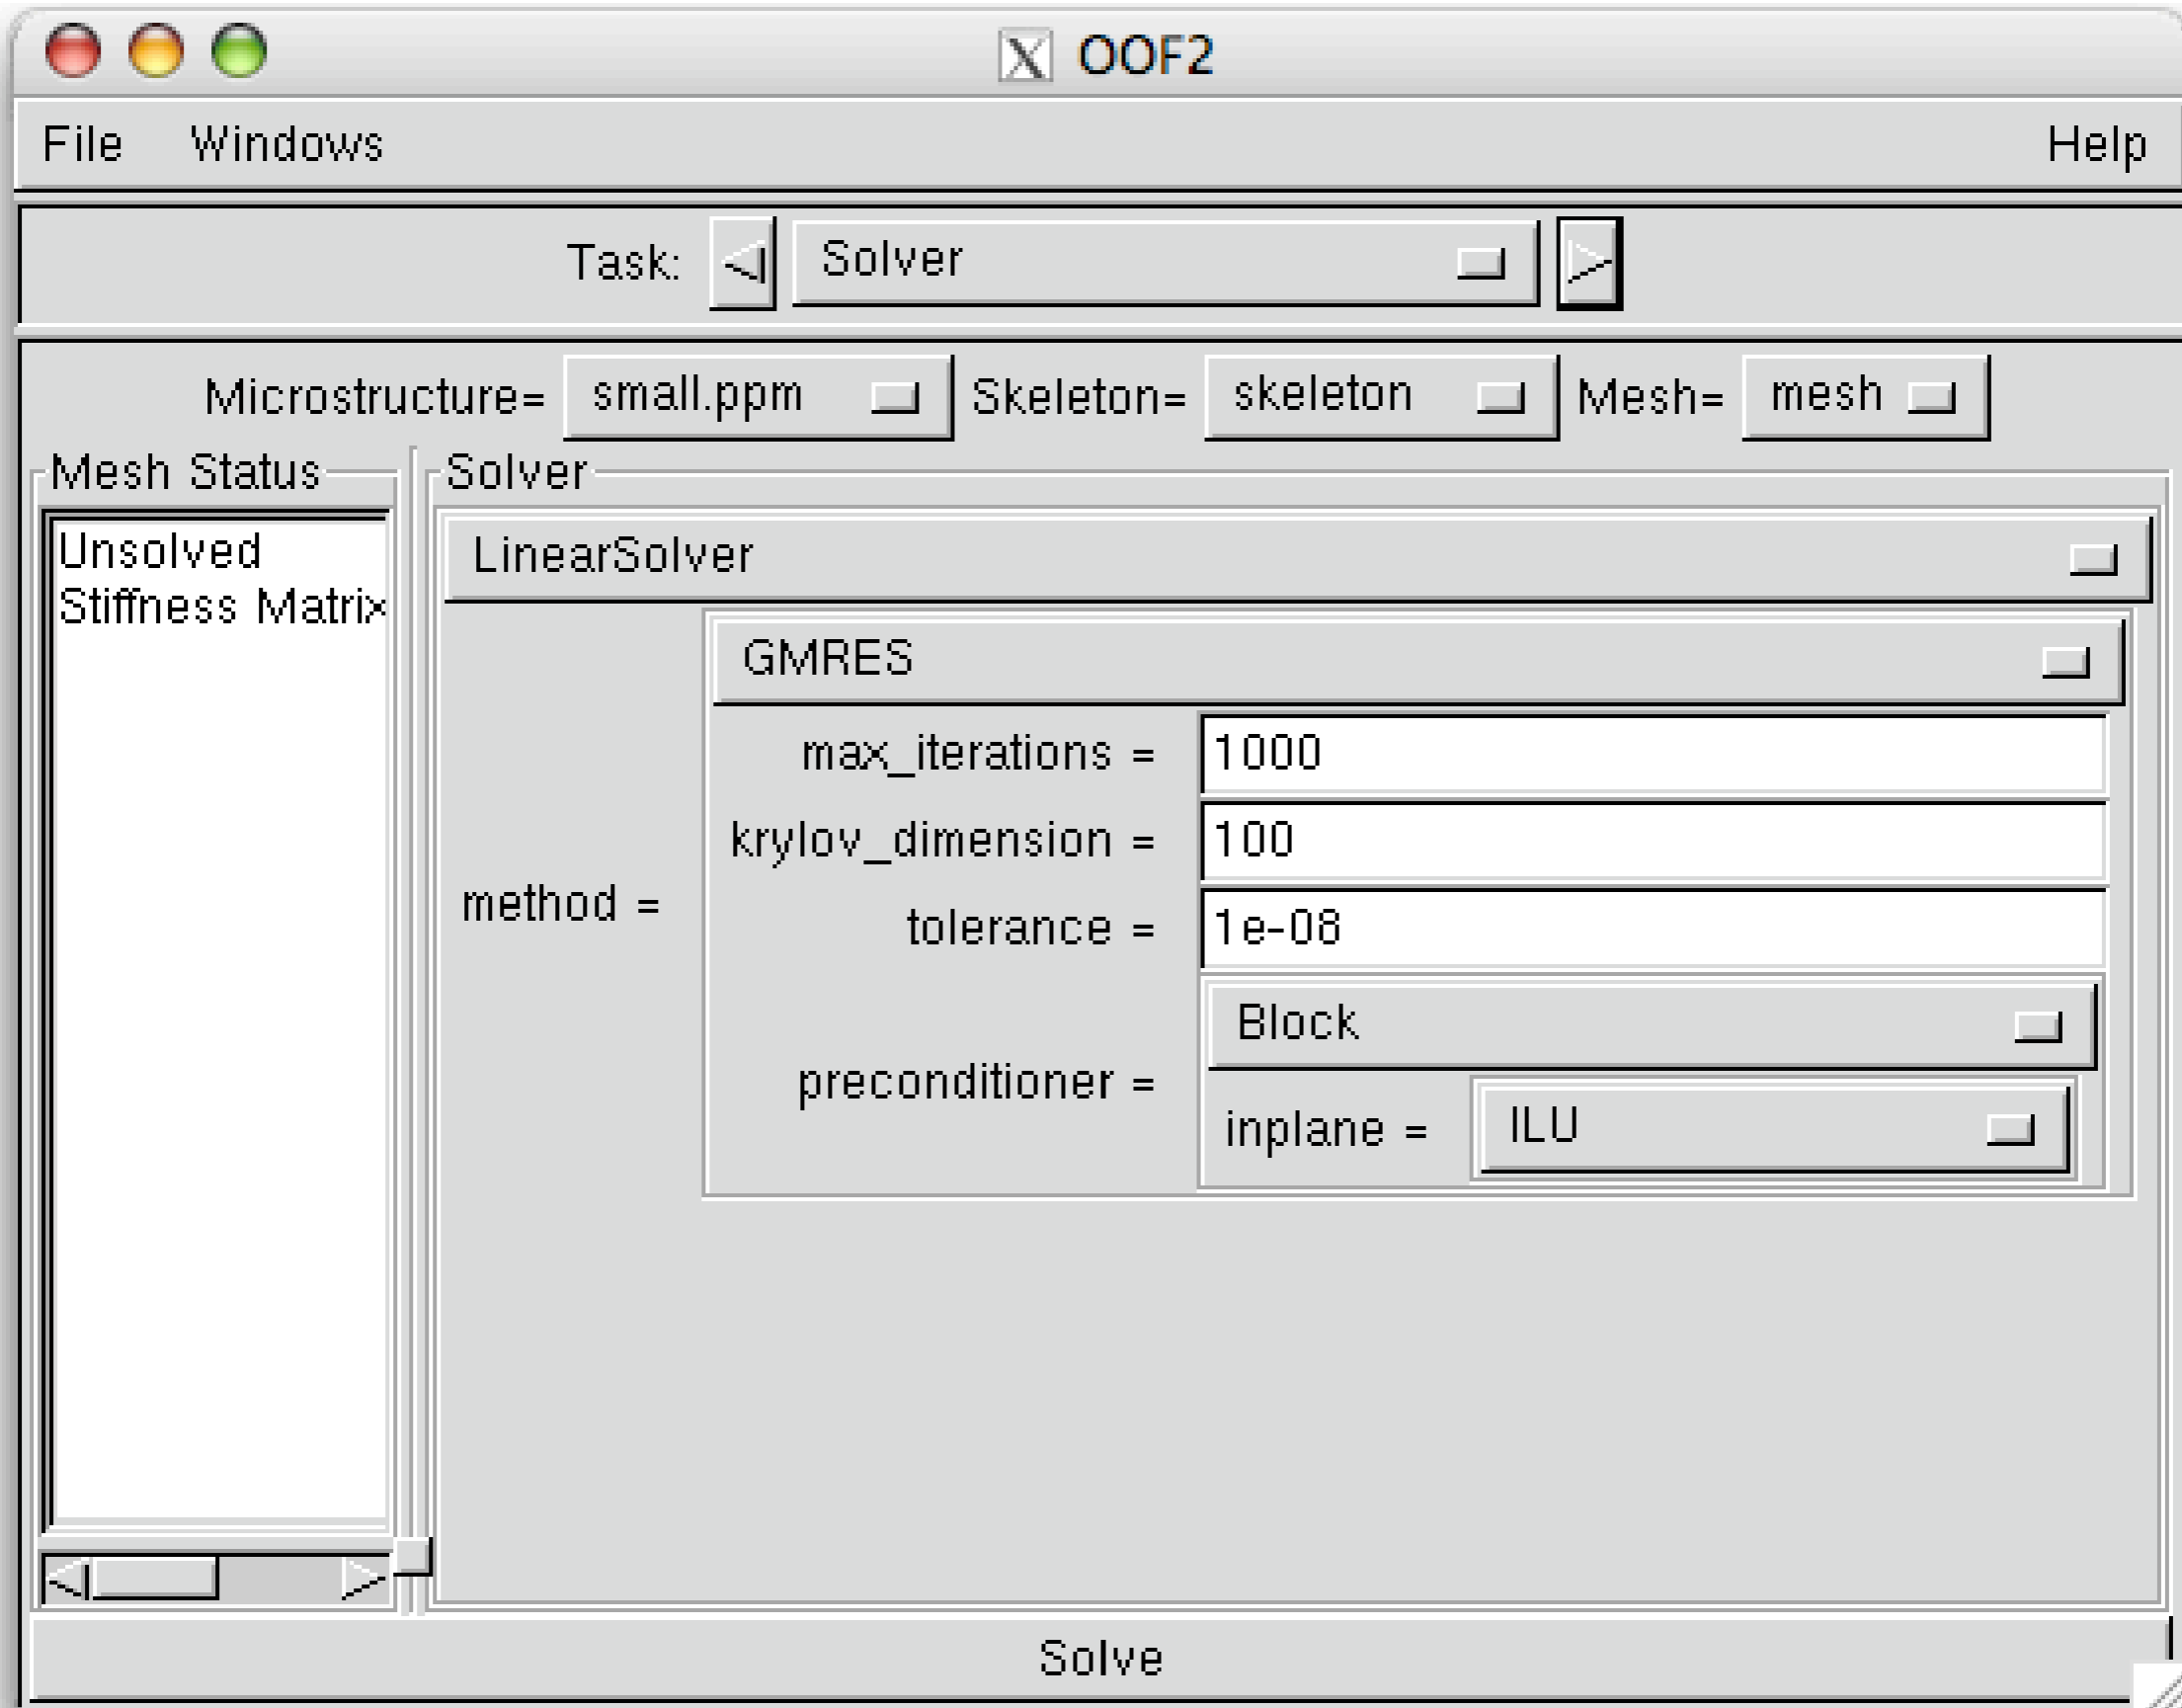 OOF2
File Windows Help
Task: Solver
Microstructure= small.ppm Skeleton= skeleton Mesh= mesh
Mesh Status
Unsolved
Stiffness Matrix
Solver
LinearSolver
method =
GMRES
max_iterations = 1000
krylov_dimension = 100
tolerance = 1e-08
preconditioner =
Block
inplane = ILU
Solve